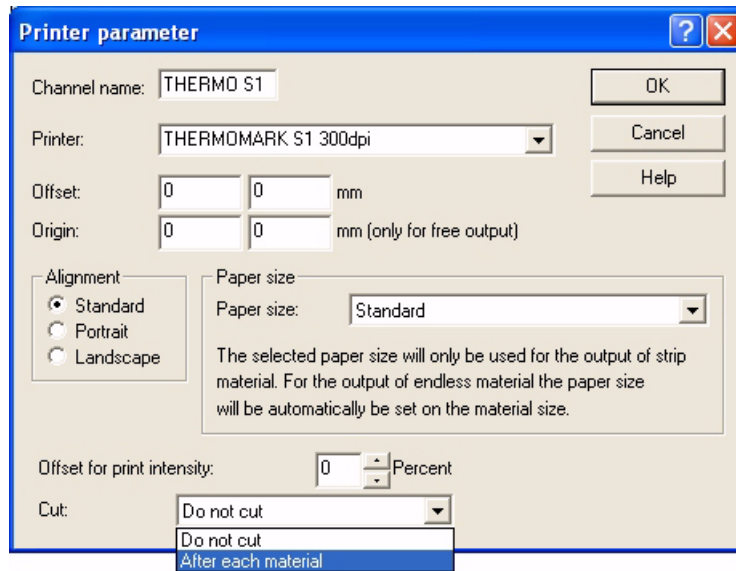 Printer parameter
Channel name: THERMO S1
OK
Printer: THERMOMARK S1 300dpi
Cancel
Help
Offset: 0 0 mm
Origin: 0 0 mm (only for free output)
Alignment
Standard
Portrait
Landscape
Paper size
Paper size: Standard
The selected paper size will only be used for the output of strip
material. For the output of endless material the paper size
will be automatically be set on the material size.
Offset for print intensity: 0 Percent
Cut: Do not cut
Do not cut
After each material